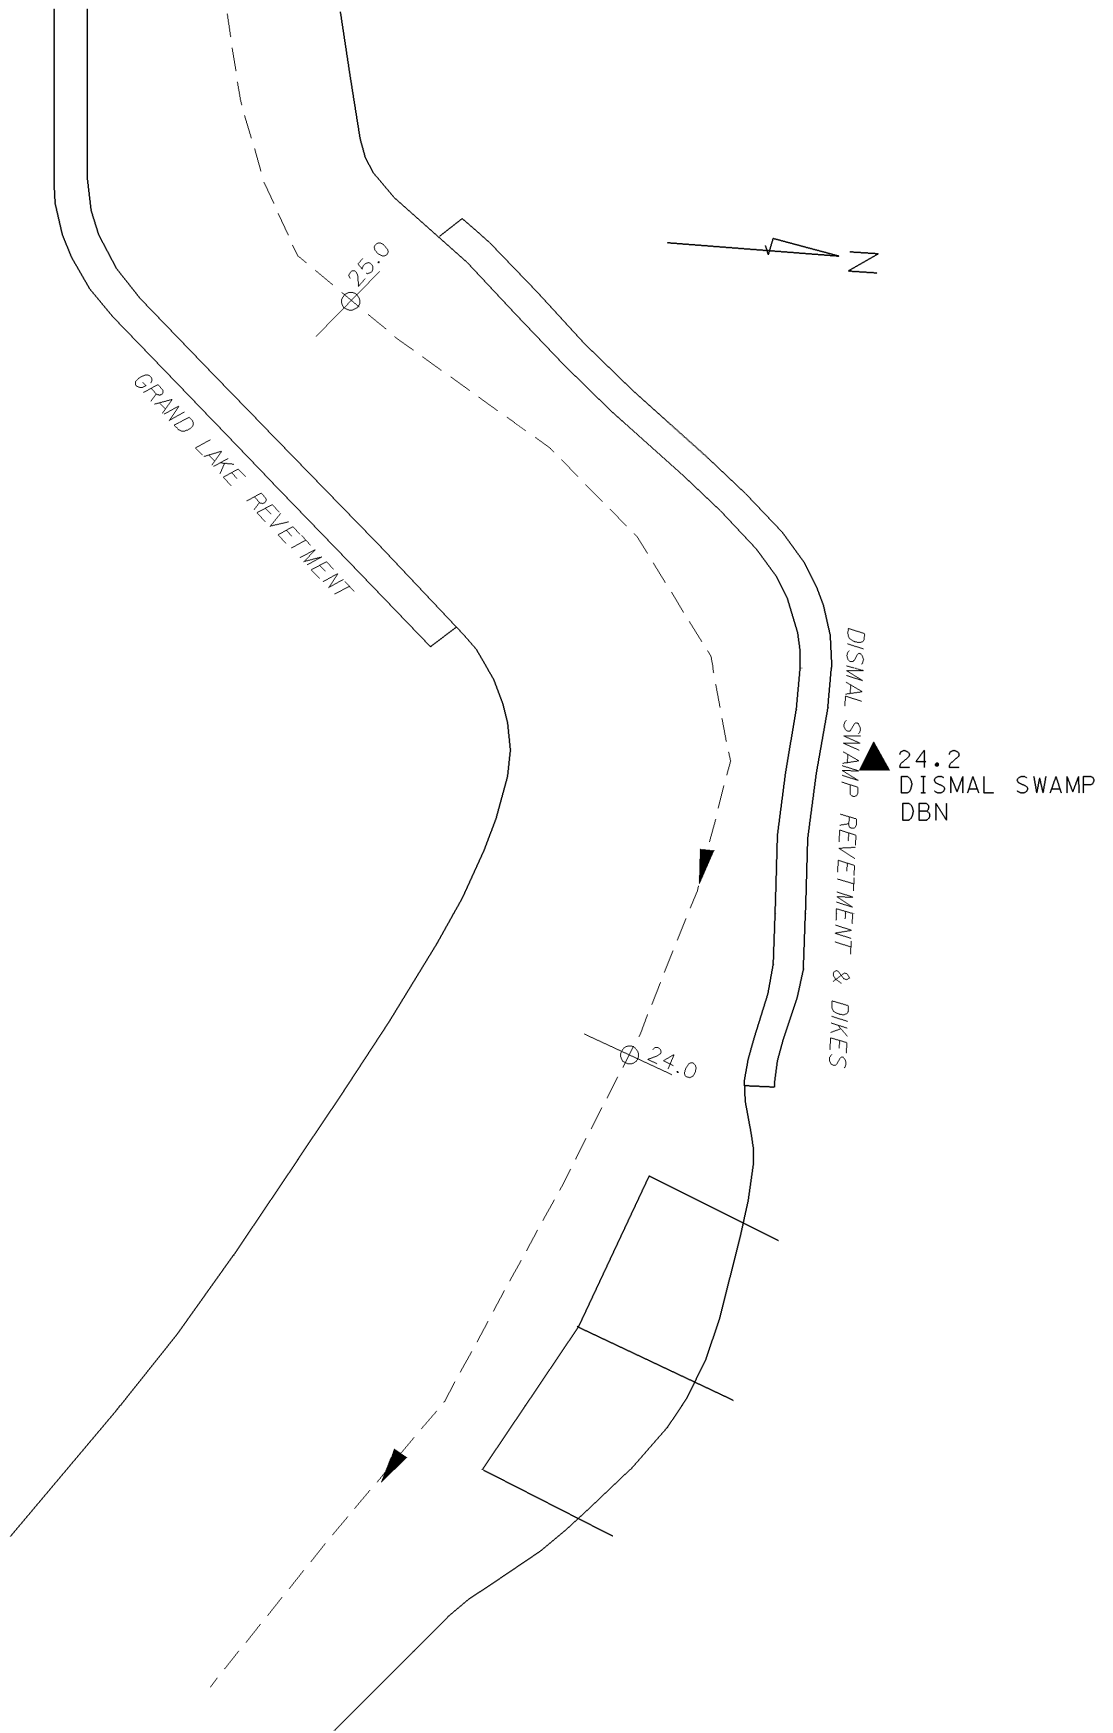 25.0
N
GRAND LAKE REVETMENT
DISMAL SWAMP REVETMENT & DIKES
24.2
DISMAL SWAMP
DBN
24.0